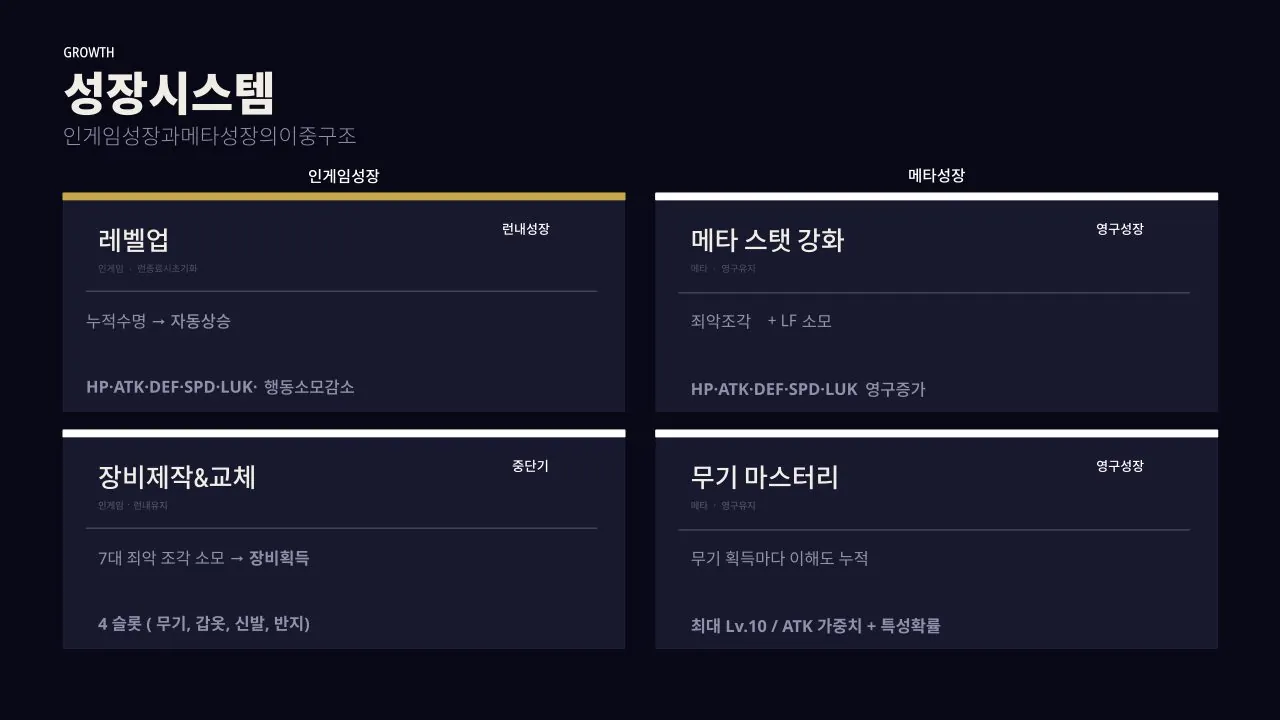 GROWTH
성장시스템
인게임성장과메타성장의이중구조
인게임성장
레벨업
런내성장
인게임 · 런종료시초기화
누적수명 → 자동상승
HP·ATK·DEF·SPD·LUK· 행동소모감소
장비제작&교체
중단기
인게임 · 런내유지
7대 죄악 조각 소모 → 장비획득
4 슬롯 ( 무기, 갑옷, 신발, 반지)
메타성장
메타 스탯 강화
영구성장
메타 · 영구유지
죄악조각 + LF 소모
HP·ATK·DEF·SPD·LUK 영구증가
무기 마스터리
영구성장
메타 · 영구유지
무기 획득마다 이해도 누적
최대 Lv.10 / ATK 가중치 + 특성확률